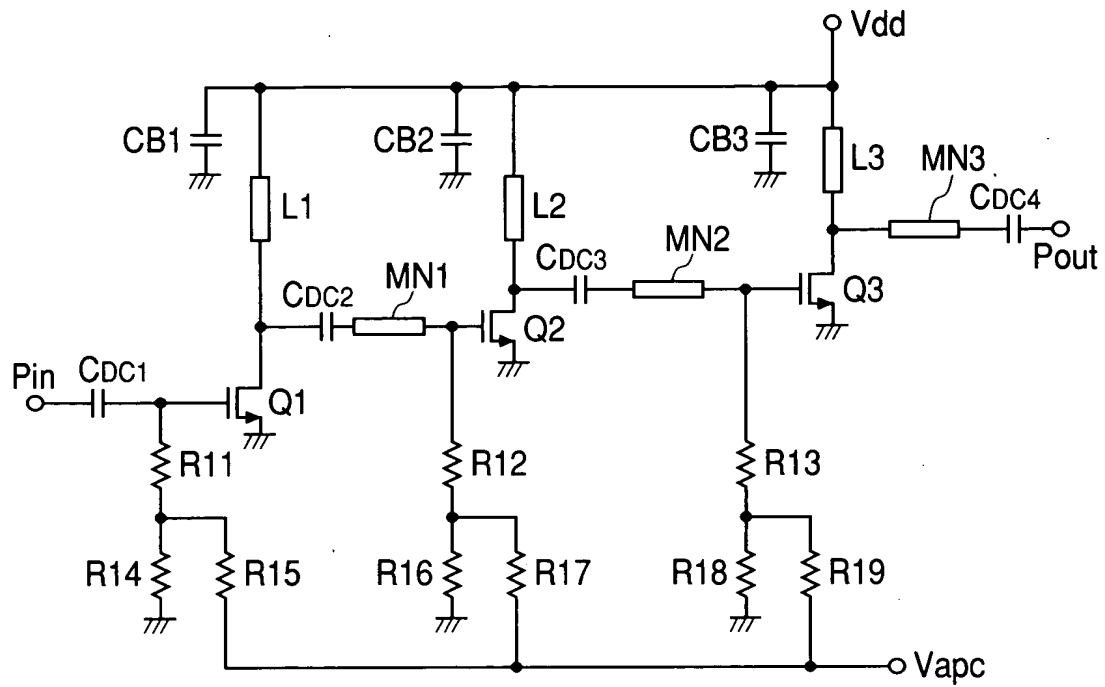 Vdd
CB1
CB2
CB3
L1
L2
L3
MN3
CDC4
Pout
MN2
CDC3
Q3
MN1
CDC2
Q2
Pin
CDC1
Q1
R11
R12
R13
R14
R15
R16
R17
R18
R19
Vapc